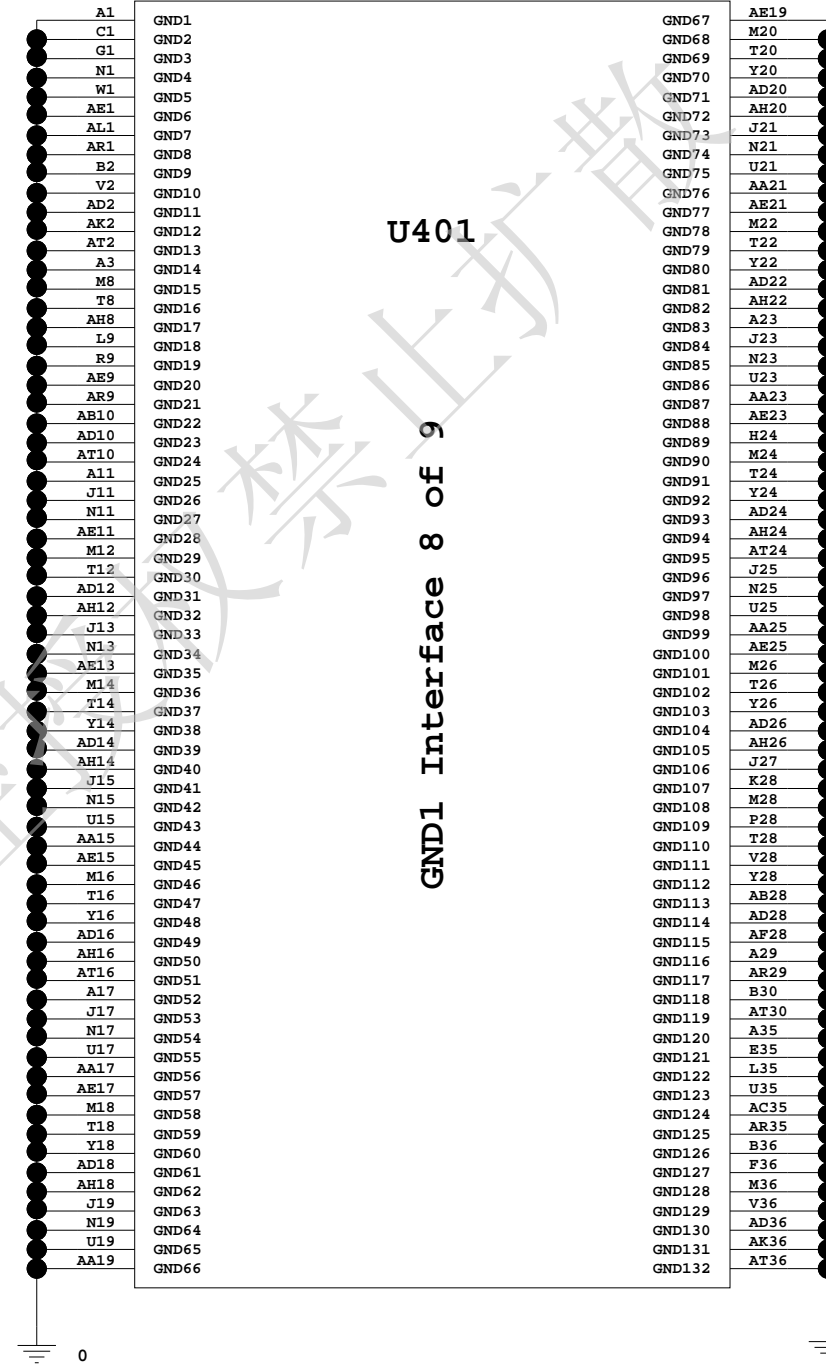 A1 GND1
C1 GND2
G1 GND3
N1 GND4
W1 GND5
AE1 GND6
AL1 GND7
AR1 GND8
B2 GND9
V2 GND10
AD2 GND11
AK2 GND12
AT2 GND13
A3 GND14
M8 GND15
T8 GND16
AH8 GND17
L9 GND18
R9 GND19
AE9 GND20
AR9 GND21
AB10 GND22
AD10 GND23
AT10 GND24
A11 GND25
J11 GND26
N11 GND27
AE11 GND28
M12 GND29
T12 GND30
AD12 GND31
AH12 GND32
J13 GND33
N13 GND34
AE13 GND35
M14 GND36
T14 GND37
Y14 GND38
AD14 GND39
AH14 GND40
J15 GND41
N15 GND42
U15 GND43
AA15 GND44
AE15 GND45
M16 GND46
T16 GND47
Y16 GND48
AD16 GND49
AH16 GND50
AT16 GND51
A17 GND52
J17 GND53
N17 GND54
U17 GND55
AA17 GND56
AE17 GND57
M18 GND58
T18 GND59
Y18 GND60
AD18 GND61
AH18 GND62
J19 GND63
N19 GND64
U19 GND65
AA19 GND66
0
U401
GND1 Interface 8 of 9
GND67 AE19
GND68 M20
GND69 T20
GND70 Y20
GND71 AD20
GND72 AH20
GND73 J21
GND74 N21
GND75 U21
GND76 AA21
GND77 AE21
GND78 M22
GND79 T22
GND80 Y22
GND81 AD22
GND82 AH22
GND83 A23
GND84 J23
GND85 N23
GND86 U23
GND87 AA23
GND88 AE23
GND89 H24
GND90 M24
GND91 T24
GND92 Y24
GND93 AD24
GND94 AH24
GND95 AT24
GND96 J25
GND97 N25
GND98 U25
GND99 AA25
GND100 AE25
GND101 M26
GND102 T26
GND103 Y26
GND104 AD26
GND105 AH26
GND106 J27
GND107 K28
GND108 M28
GND109 P28
GND110 T28
GND111 V28
GND112 Y28
GND113 AB28
GND114 AD28
GND115 AF28
GND116 A29
GND117 AR29
GND118 B30
GND119 AT30
GND120 A35
GND121 E35
GND122 L35
GND123 U35
GND124 AC35
GND125 AR35
GND126 B36
GND127 F36
GND128 M36
GND129 V36
GND130 AD36
GND131 AK36
GND132 AT36
授权禁止扩散